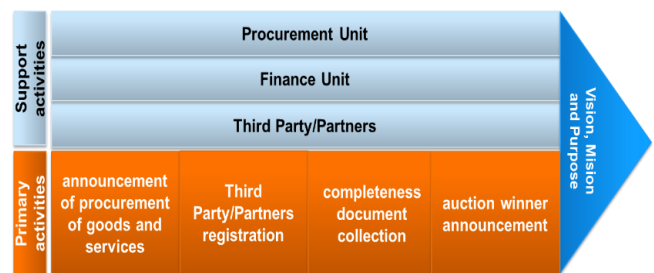 Support
activities
Procurement Unit
Finance Unit
Third Party/Partners
Primary
activities
announcement
of procurement
of goods and
services
Third
Party/Partners
registration
completeness
document
collection
auction winner
announcement
Vision, Mision
and Purpose